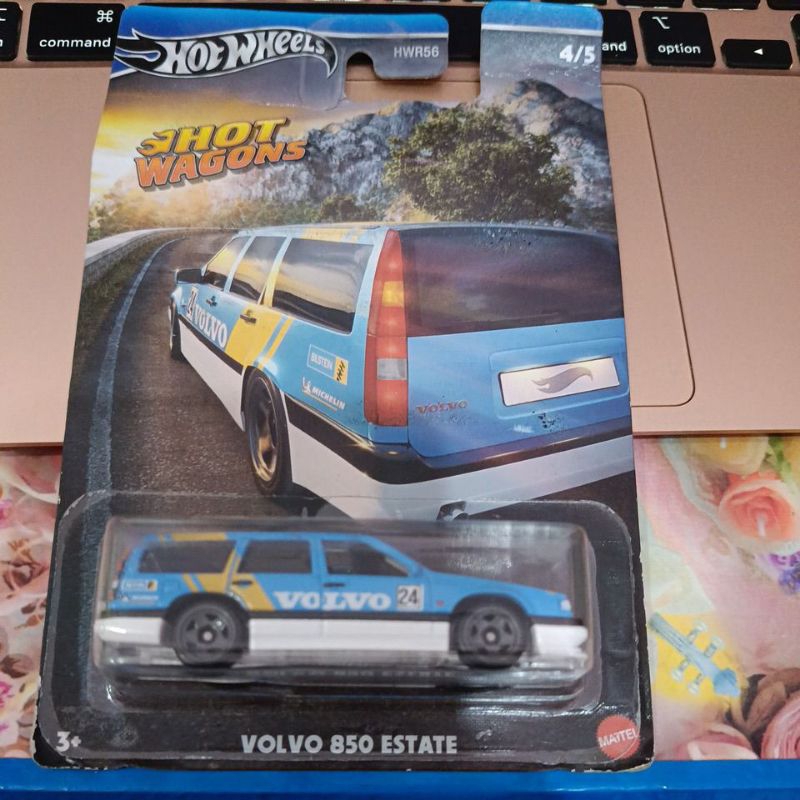 ⌘
command
HOT WHEELS
HWR56
4/5
and
⌥
option
◄
HOT
WAGONS
VOLVO
BILSTEIN
MICHELIN
VOLVO
VOLVO
24
3+
VOLVO 850 ESTATE
MATTEL